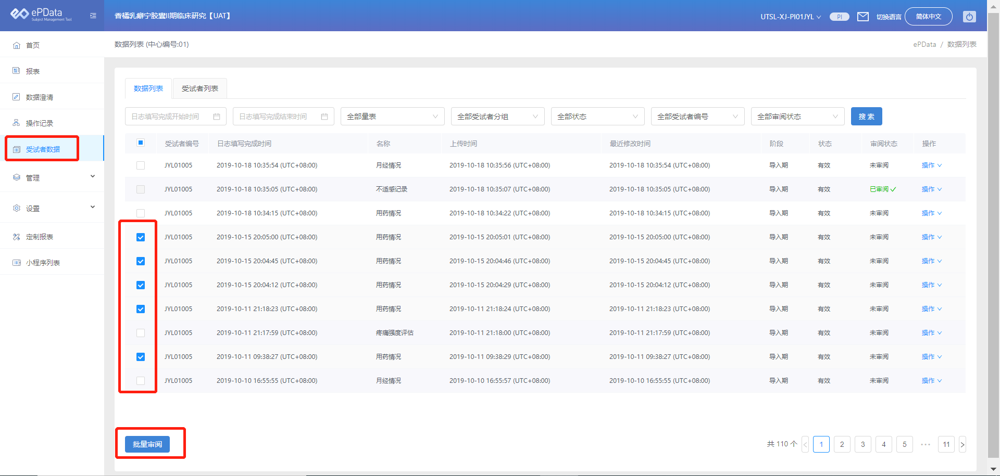 ePData
Subject Management Tool
香橘乳癖宁胶囊II期临床研究【UAT】
UTSL-XJ-PI01JYL
PI
切换语言
简体中文
首页
报表
数据澄清
操作记录
受试者数据
管理
设置
定制报表
小程序列表
数据列表 (中心编号:01)
ePData / 数据列表
数据列表 受试者列表
日志填写完成开始时间 日志填写完成结束时间 全部量表 全部受试者分组 全部状态 全部受试者编号 全部审阅状态 搜 索
受试者编号 日志填写完成时间 名称 上传时间 最近修改时间 阶段 状态 审阅状态 操作
JYL01005 2019-10-18 10:35:54 (UTC+08:00) 月经情况 2019-10-18 10:35:56 (UTC+08:00) 2019-10-18 10:35:54 (UTC+08:00) 导入期 有效 未审阅 操作
JYL01005 2019-10-18 10:35:05 (UTC+08:00) 不适感记录 2019-10-18 10:35:07 (UTC+08:00) 2019-10-18 10:35:05 (UTC+08:00) 导入期 有效 已审阅 操作
JYL01005 2019-10-18 10:34:15 (UTC+08:00) 用药情况 2019-10-18 10:34:22 (UTC+08:00) 2019-10-18 10:34:15 (UTC+08:00) 导入期 有效 未审阅 操作
JYL01005 2019-10-15 20:05:00 (UTC+08:00) 用药情况 2019-10-15 20:05:01 (UTC+08:00) 2019-10-15 20:05:00 (UTC+08:00) 导入期 有效 未审阅 操作
JYL01005 2019-10-15 20:04:45 (UTC+08:00) 用药情况 2019-10-15 20:04:46 (UTC+08:00) 2019-10-15 20:04:45 (UTC+08:00) 导入期 有效 未审阅 操作
JYL01005 2019-10-15 20:04:12 (UTC+08:00) 用药情况 2019-10-15 20:04:29 (UTC+08:00) 2019-10-15 20:04:12 (UTC+08:00) 导入期 有效 未审阅 操作
JYL01005 2019-10-11 21:18:23 (UTC+08:00) 用药情况 2019-10-11 21:18:24 (UTC+08:00) 2019-10-11 21:18:23 (UTC+08:00) 导入期 有效 未审阅 操作
JYL01005 2019-10-11 21:17:59 (UTC+08:00) 疼痛强度评估 2019-10-11 21:18:00 (UTC+08:00) 2019-10-11 21:17:59 (UTC+08:00) 导入期 有效 未审阅 操作
JYL01005 2019-10-11 09:38:27 (UTC+08:00) 用药情况 2019-10-11 09:38:29 (UTC+08:00) 2019-10-11 09:38:27 (UTC+08:00) 导入期 有效 未审阅 操作
JYL01005 2019-10-10 16:55:55 (UTC+08:00) 月经情况 2019-10-10 16:55:57 (UTC+08:00) 2019-10-10 16:55:55 (UTC+08:00) 导入期 有效 未审阅 操作
批量审阅
共 110 个 < 1 2 3 4 5 ••• 11 >